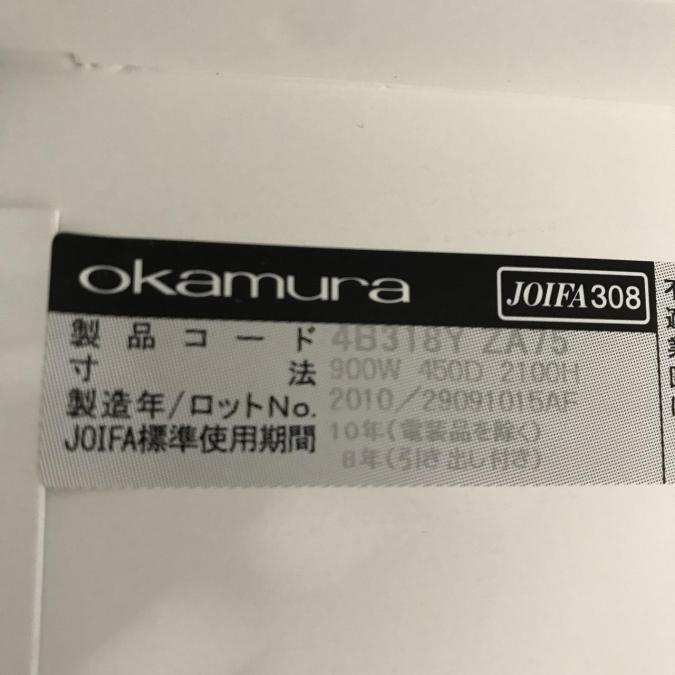 okamura
JOIFA308
製品コード 4B318Y ZA75
寸法 900W 450D 2100H
製造年/ロットNo. 2010/29091015AF
JOIFA標準使用期間 10年(電装品を除く)
8年(引き出し付き)